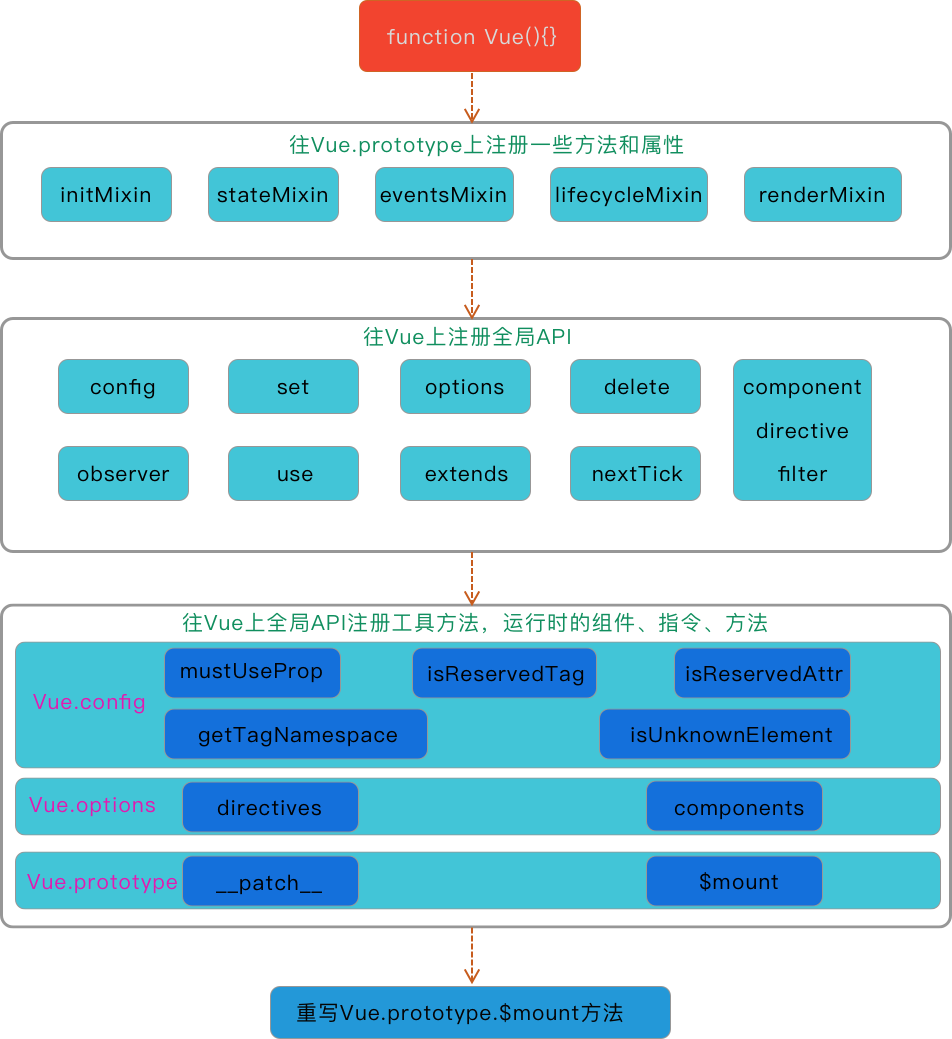 function Vue(){}
往Vue.prototype上注册一些方法和属性
initMixin stateMixin eventsMixin lifecycleMixin renderMixin
往Vue上注册全局API
config set options delete component
directive
observer use extends nextTick filter
往Vue上全局API注册工具方法，运行时的组件、指令、方法
mustUseProp isReservedTag isReservedAttr
Vue.config
getTagNamespace isUnknownElement
Vue.options directives components
Vue.prototype __patch__ $mount
重写Vue.prototype.$mount方法